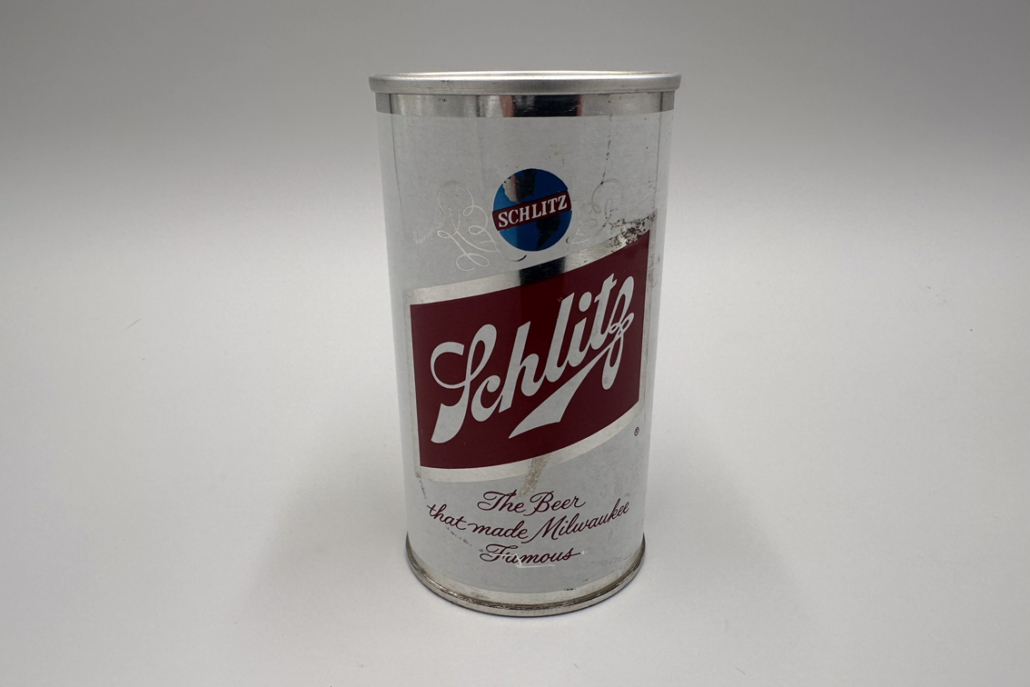 SCHLITZ
Schlitz
®
The Beer
that made Milwaukee
Famous